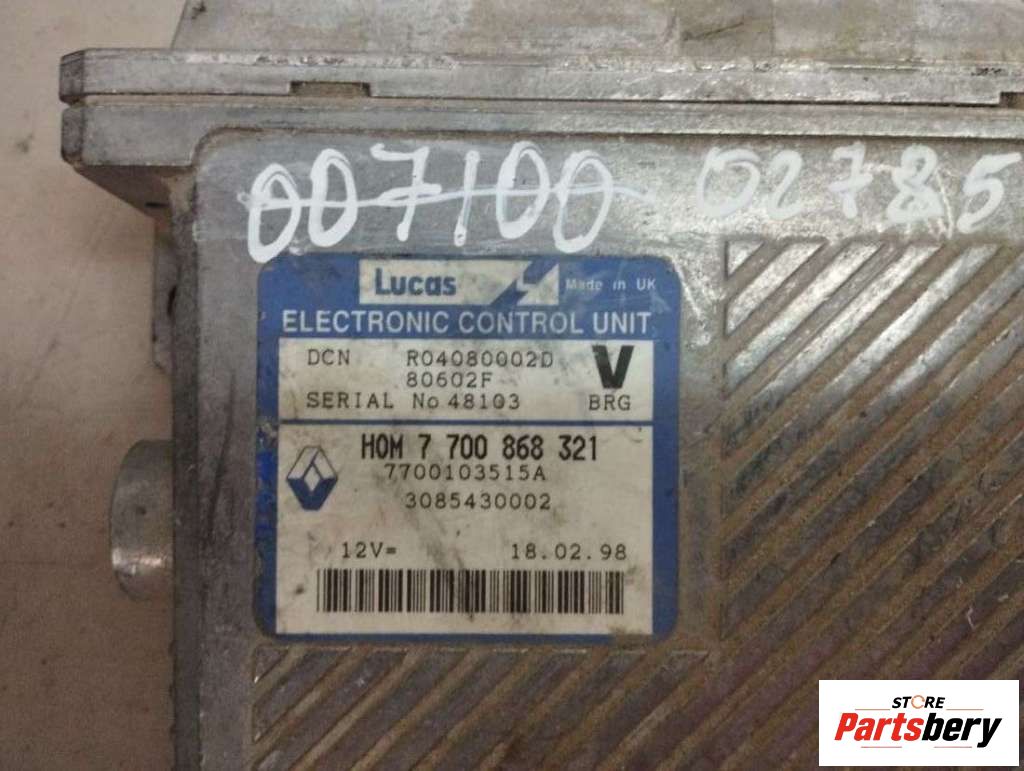 007100 02785
Lucas Made in UK
ELECTRONIC CONTROL UNIT
DCN R04080002D V
80602F
SERIAL No 48103 BRG
HOM 7 700 868 321
7700103515A
3085430002
12V= 18.02.98
STORE
Partsbery